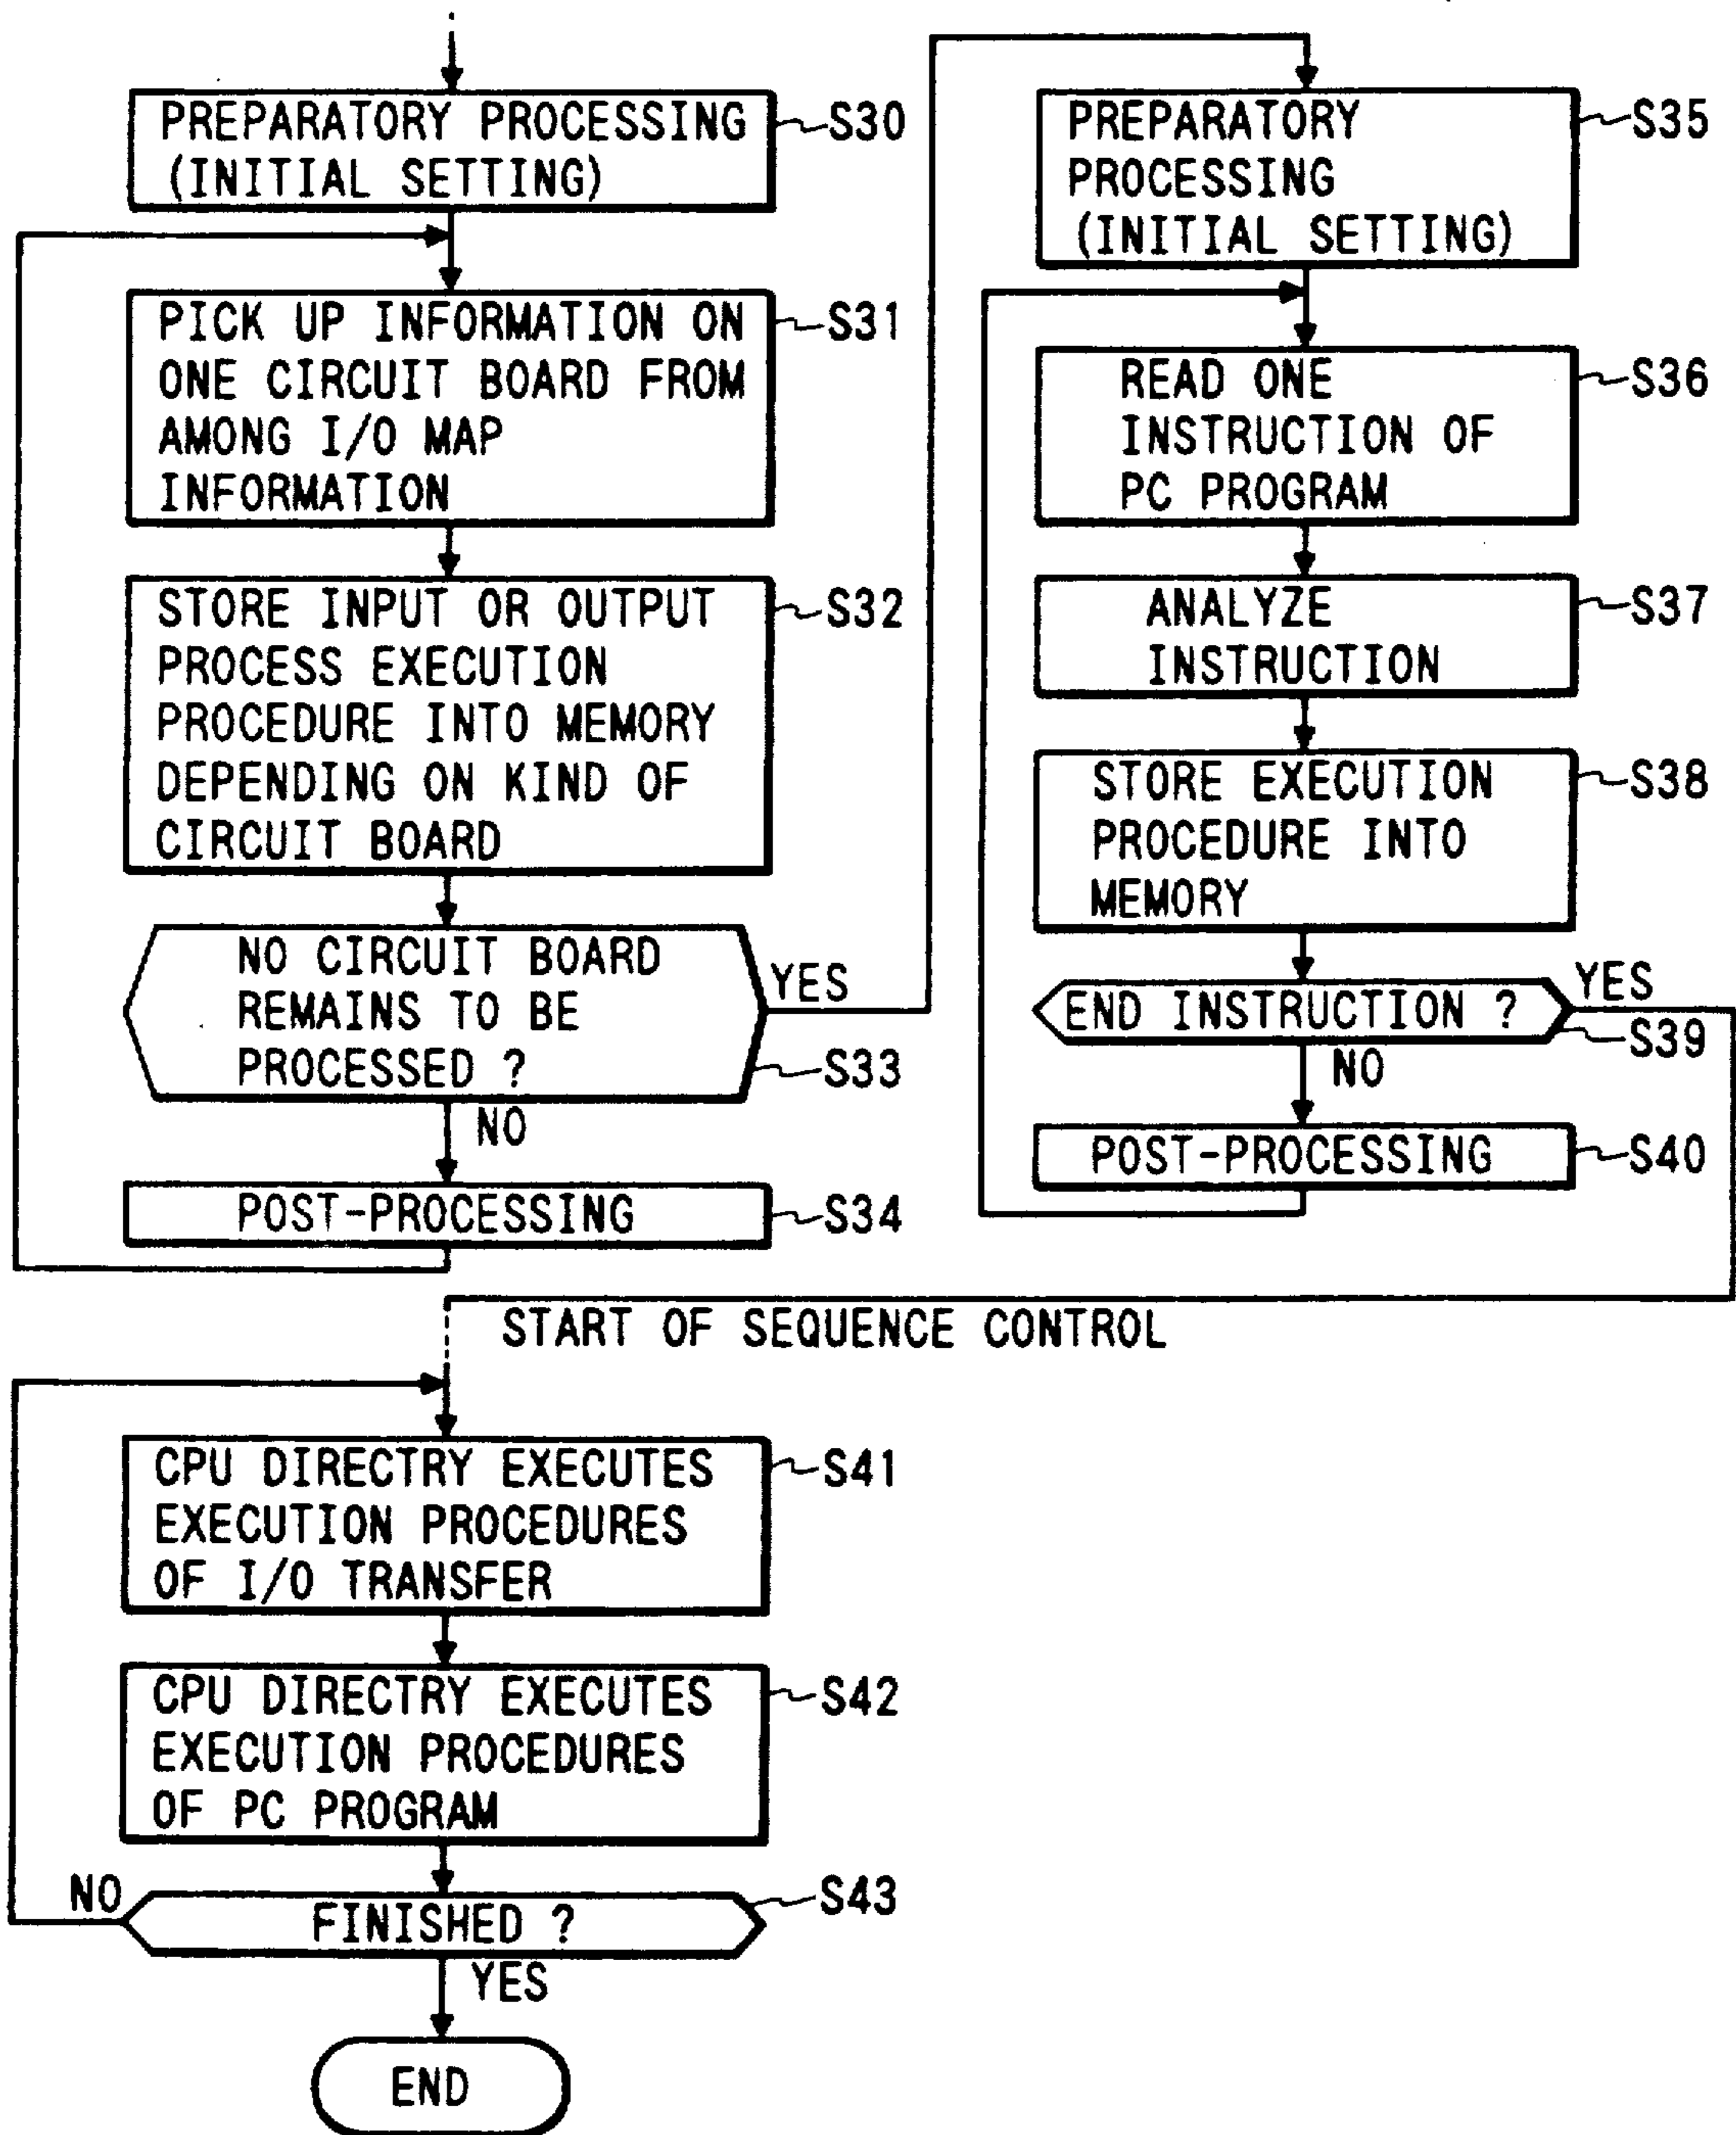 PREPARATORY PROCESSING
(INITIAL SETTING)
S30
PICK UP INFORMATION ON
ONE CIRCUIT BOARD FROM
AMONG I/O MAP
INFORMATION
S31
STORE INPUT OR OUTPUT
PROCESS EXECUTION
PROCEDURE INTO MEMORY
DEPENDING ON KIND OF
CIRCUIT BOARD
S32
NO CIRCUIT BOARD
REMAINS TO BE
PROCESSED ?
YES
S33
NO
POST-PROCESSING
S34
PREPARATORY
PROCESSING
(INITIAL SETTING)
S35
READ ONE
INSTRUCTION OF
PC PROGRAM
S36
ANALYZE
INSTRUCTION
S37
STORE EXECUTION
PROCEDURE INTO
MEMORY
S38
END INSTRUCTION ?
YES
S39
NO
POST-PROCESSING
S40
START OF SEQUENCE CONTROL
CPU DIRECTRY EXECUTES
EXECUTION PROCEDURES
OF I/O TRANSFER
S41
CPU DIRECTRY EXECUTES
EXECUTION PROCEDURES
OF PC PROGRAM
S42
NO
FINISHED ?
S43
YES
END